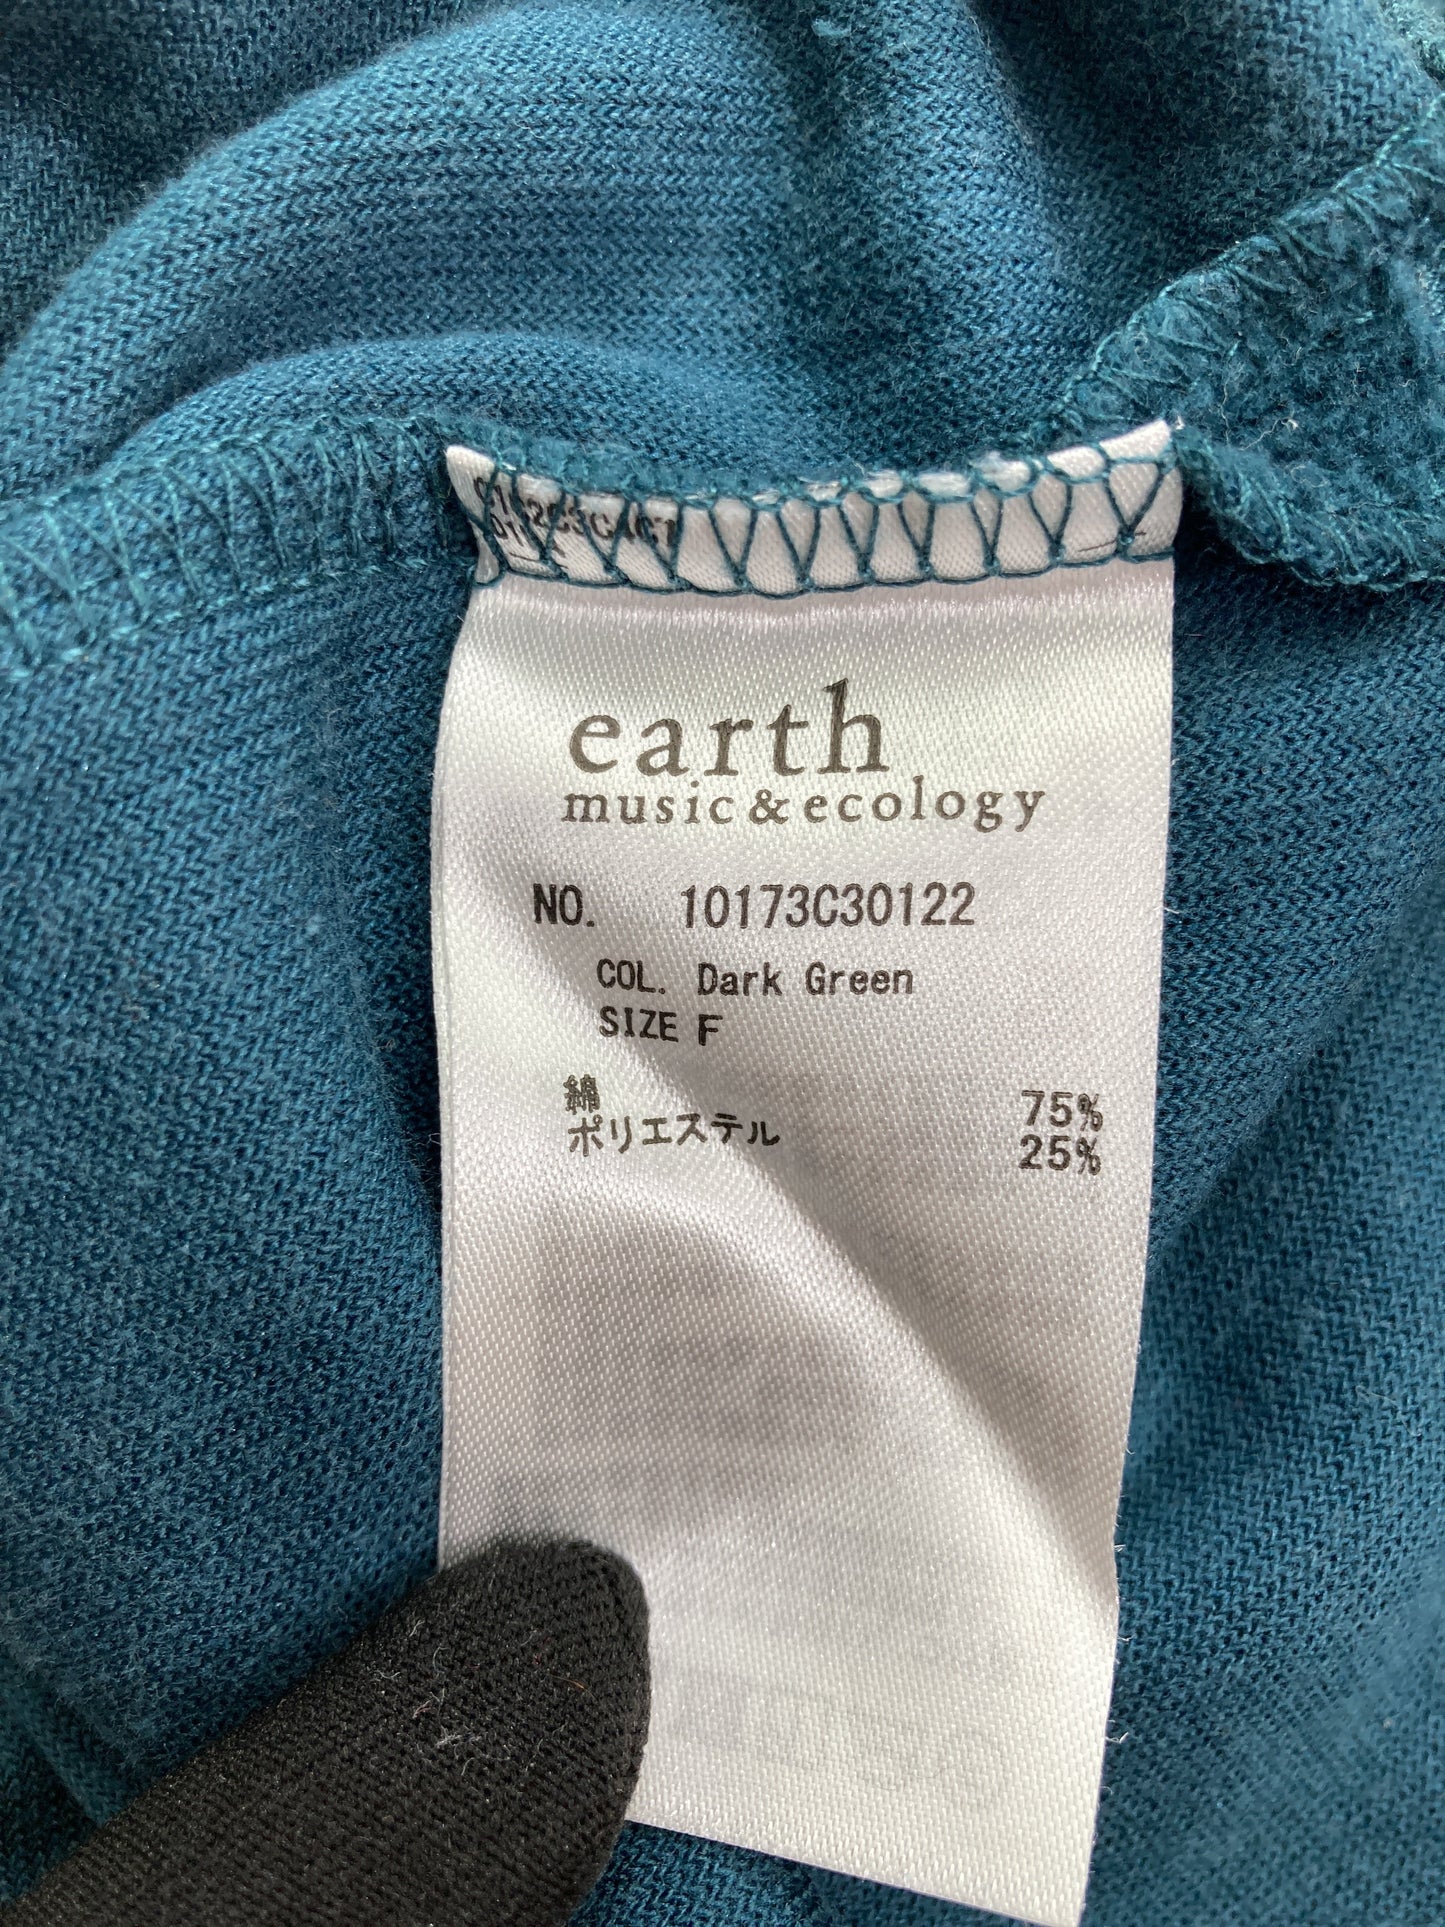 earth
music&ecology
NO. 10173C30122
COL. Dark Green
SIZE F
綿 75%
ポリエステル 25%